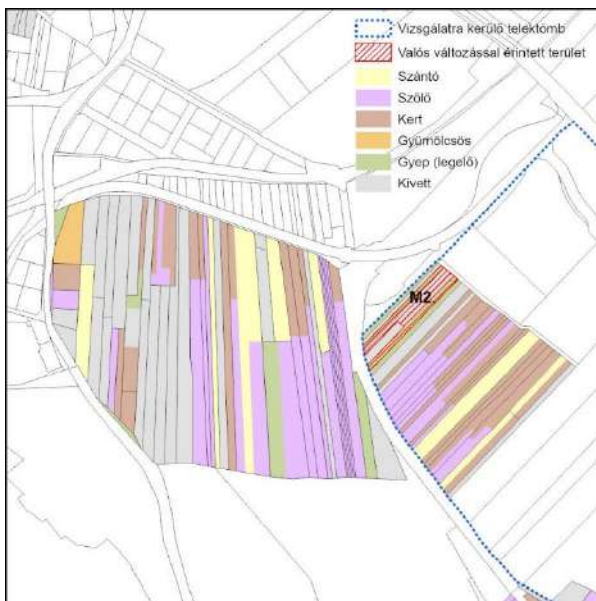 Vizsgálatra kerülő telektömb
Valós változással érintett terület
Szántó
Szőlő
Kert
Gyümölcsös
Gyep (legelő)
Kivett
M2.